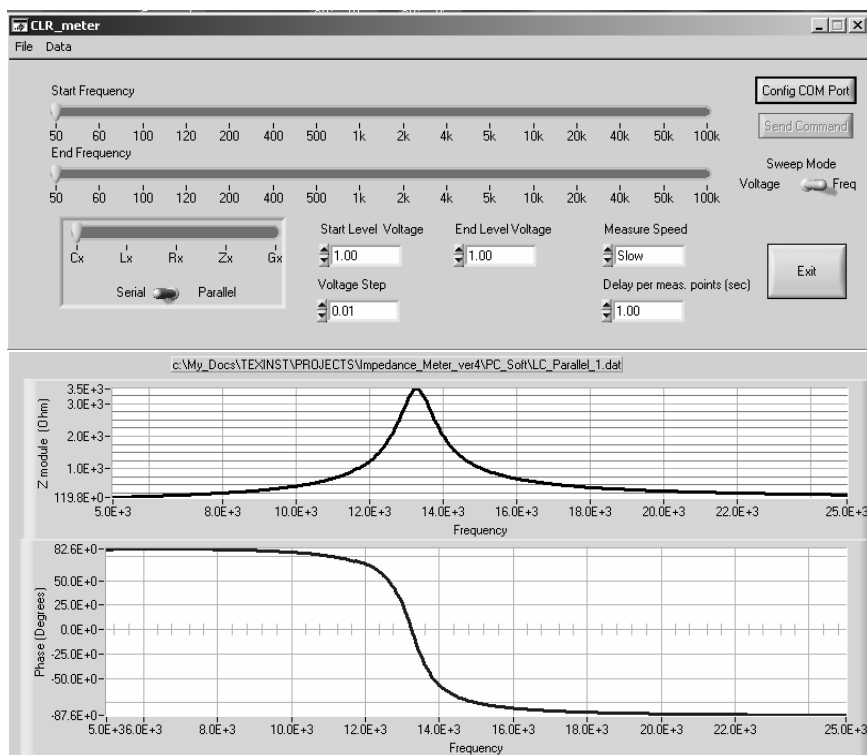 CLR_meter
File Data
Start Frequency
Config COM Port
50 60 100 120 200 400 500 1k 2k 4k 5k 10k 20k 40k 50k 100k
Send Command
End Frequency
Sweep Mode
Voltage Freq
50 60 100 120 200 400 500 1k 2k 4k 5k 10k 20k 40k 50k 100k
Start Level Voltage End Level Voltage Measure Speed
Cx Lx Rx Zx Gx
1.00 1.00 Slow
Exit
Serial Parallel
Voltage Step Delay per meas. points (sec)
0.01 1.00
c:\My_Docs\TEXINST\PROJECTS\Impedance_Meter_ver4\PC_Soft\LC_Parallel_1.dat
Z module (Ohm)
3.5E+3
3.0E+3
2.0E+3
1.0E+3
119.8E+0
5.0E+3 8.0E+3 10.0E+3 12.0E+3 14.0E+3 16.0E+3 18.0E+3 20.0E+3 22.0E+3 25.0E+3
Frequency
Phase (Degrees)
82.6E+0
50.0E+0
25.0E+0
0.0E+0
-25.0E+0
-50.0E+0
-87.6E+0
5.0E+36.0E+3 10.0E+3 12.0E+3 14.0E+3 16.0E+3 18.0E+3 20.0E+3 22.0E+3 25.0E+3
Frequency